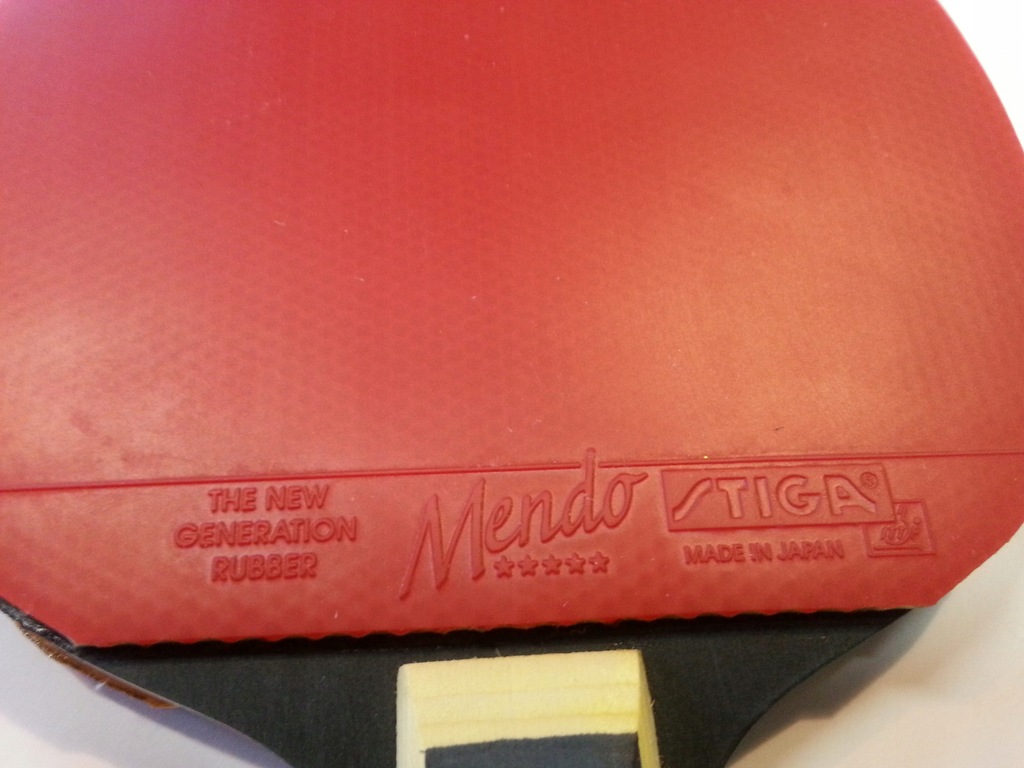 THE NEW
GENERATION
RUBBER
Mendo
★★★★★
STIGA®
MADE IN JAPAN